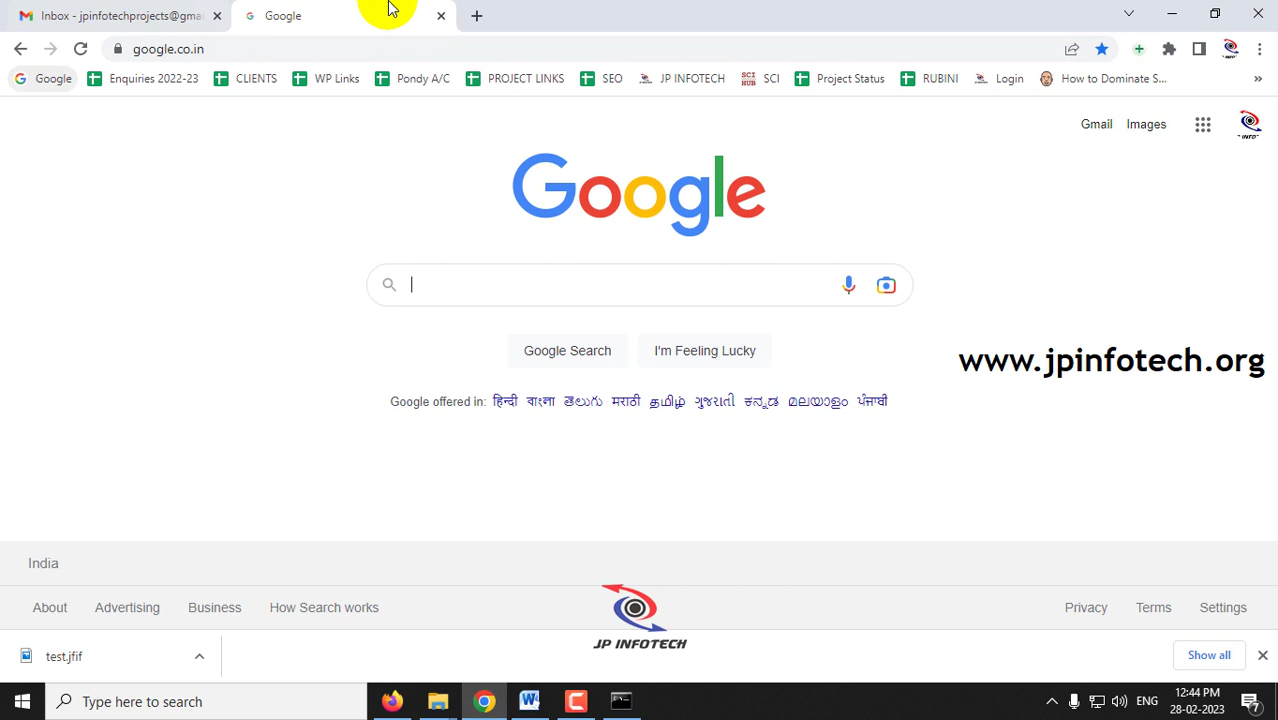 Inbox - jpinfotechprojects@gmai
Google
google.co.in
Google
Enquiries 2022-23
CLIENTS
WP Links
Pondy A/C
PROJECT LINKS
SEO
JP INFOTECH
SCI HUB
SCI
Project Status
RUBINI
Login
How to Dominate S...
»
Gmail
Images
Google
Google Search
I'm Feeling Lucky
www.jpinfotech.org
Google offered in: हिन्दी বাংলা తెలుగు मराठी தமிழ் ગુજરાતી ಕನ್ನಡ മലയാളം ਪੰਜਾਬੀ
India
About
Advertising
Business
How Search works
Privacy
Terms
Settings
JP INFOTECH
test.jfif
Show all
Type here to search
ENG
12:44 PM
28-02-2023
7